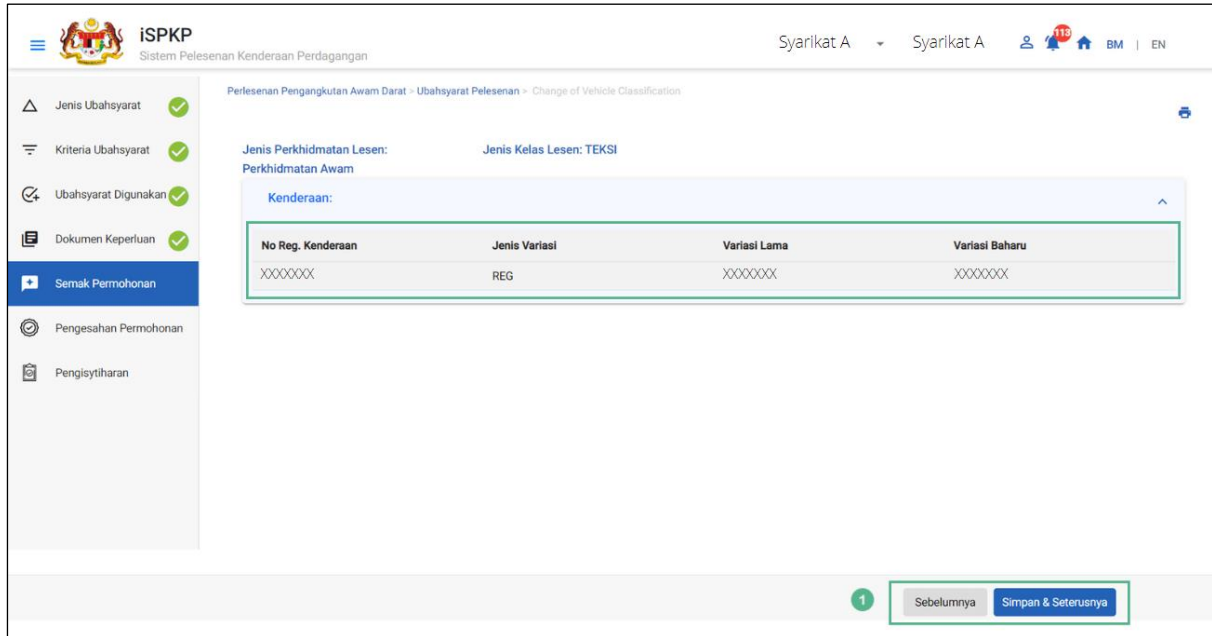 iSPKP
Sistem Pelesenan Kenderaan Perdagangan
Syarikat A Syarikat A 113 BM | EN
Perlesenan Pengangkutan Awam Darat > Ubahsyarat Pelesenan > Change of Vehicle Classification
Jenis Ubahsyarat
Kriteria Ubahsyarat
Ubahsyarat Digunakan
Dokumen Keperluan
Semak Permohonan
Pengesahan Permohonan
Pengisytiharan
Jenis Perkhidmatan Lesen: Jenis Kelas Lesen: TEKSI
Perkhidmatan Awam
Kenderaan:
No Reg. Kenderaan Jenis Variasi Variasi Lama Variasi Baharu
XXXXXXX REG XXXXXXX XXXXXXX
1 Sebelumnya Simpan & Seterusnya